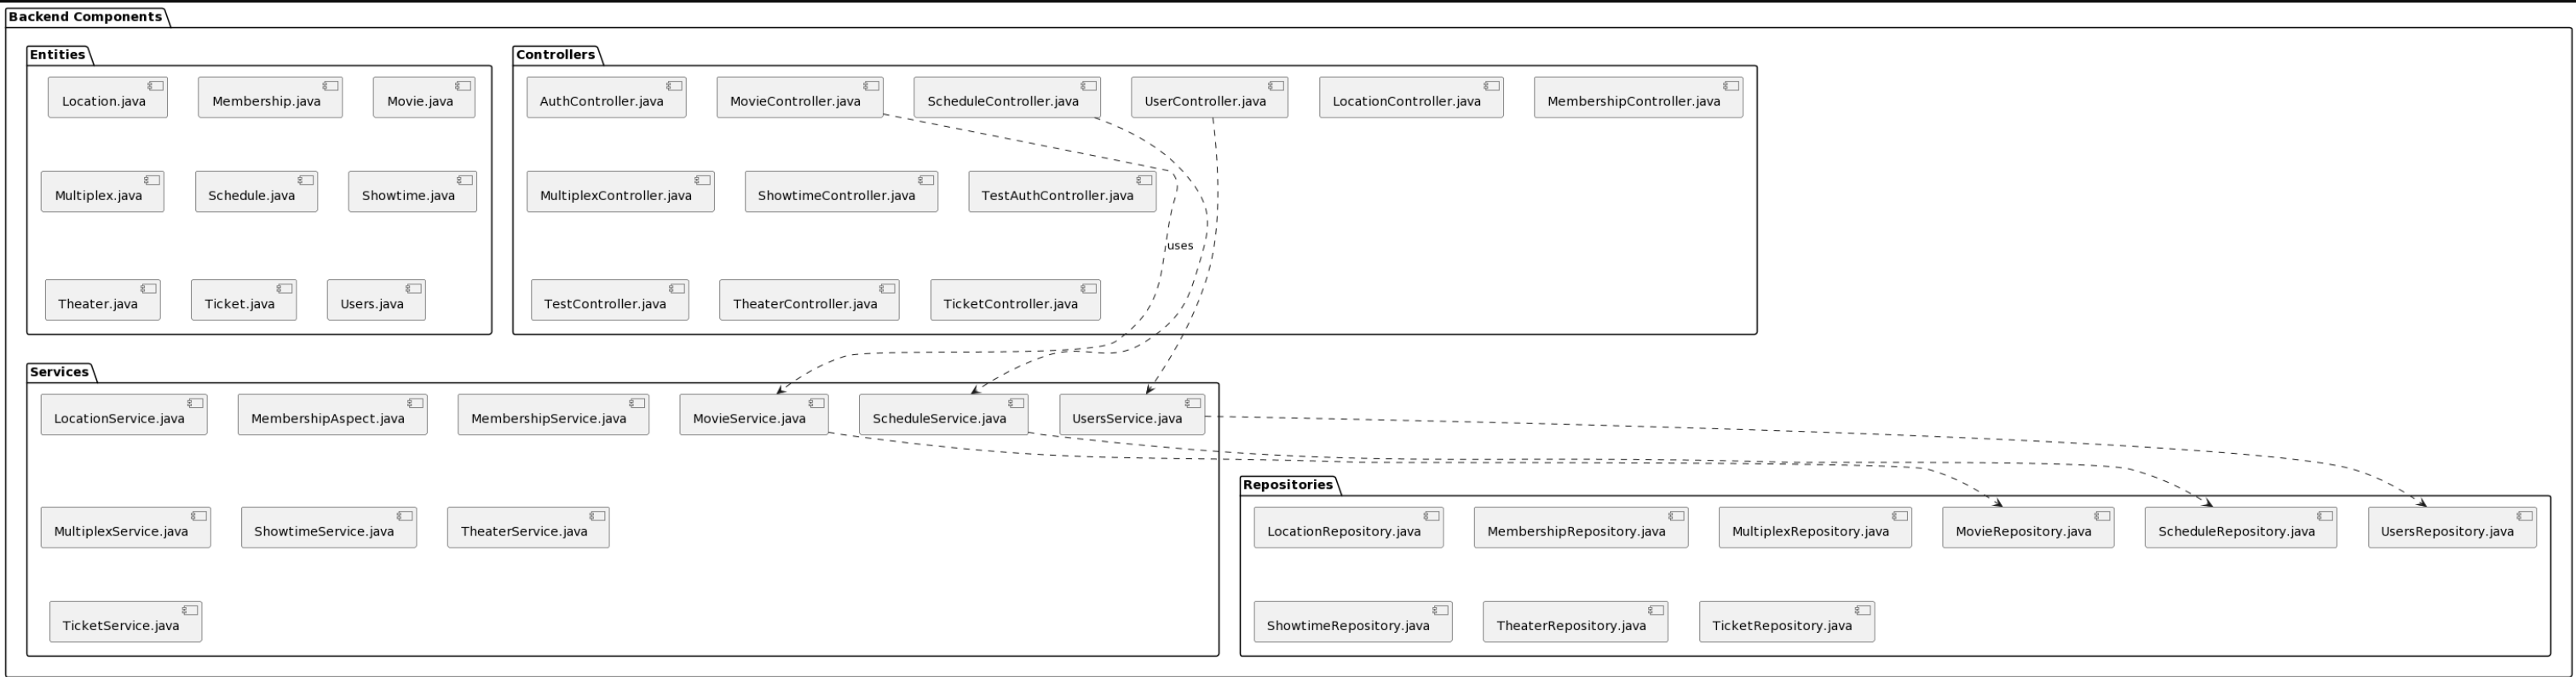 Backend Components
Entities
Controllers
Location.java
Membership.java
Movie.java
AuthController.java
MovieController.java
ScheduleController.java
UserController.java
LocationController.java
MembershipController.java
Multiplex.java
Schedule.java
Showtime.java
MultiplexController.java
ShowtimeController.java
TestAuthController.java
uses
Theater.java
Ticket.java
Users.java
TestController.java
TheaterController.java
TicketController.java
Services
LocationService.java
MembershipAspect.java
MembershipService.java
MovieService.java
ScheduleService.java
UsersService.java
Repositories
MultiplexService.java
ShowtimeService.java
TheaterService.java
LocationRepository.java
MembershipRepository.java
MultiplexRepository.java
MovieRepository.java
ScheduleRepository.java
UsersRepository.java
TicketService.java
ShowtimeRepository.java
TheaterRepository.java
TicketRepository.java